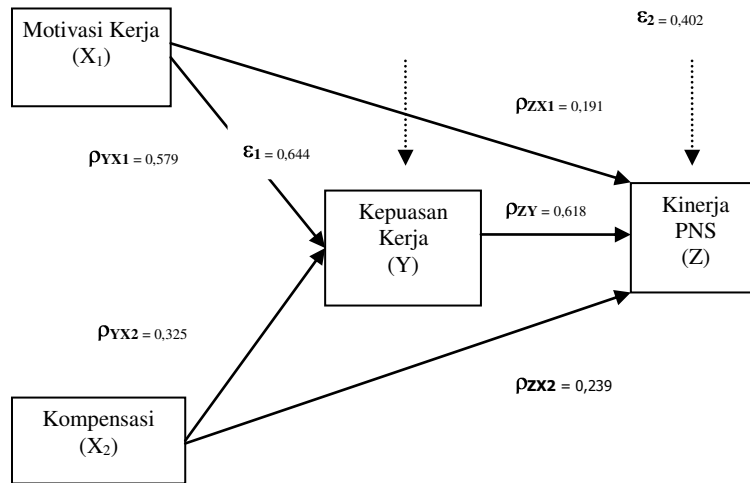 Motivasi Kerja
(X₁)
ε₂ = 0,402
ρZX1 = 0,191
ρYX1 = 0,579
ε₁ = 0,644
Kepuasan
Kerja
(Y)
ρZY = 0,618
Kinerja
PNS
(Z)
ρYX2 = 0,325
ρZX2 = 0,239
Kompensasi
(X₂)